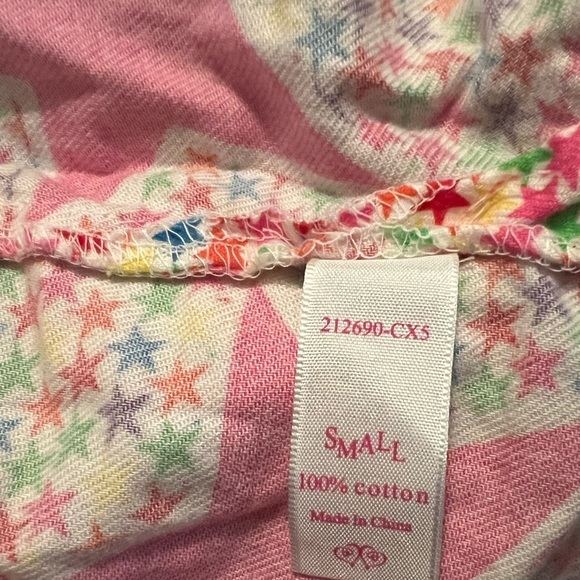 212690-CX5
SMALL
100% cotton
Made in China